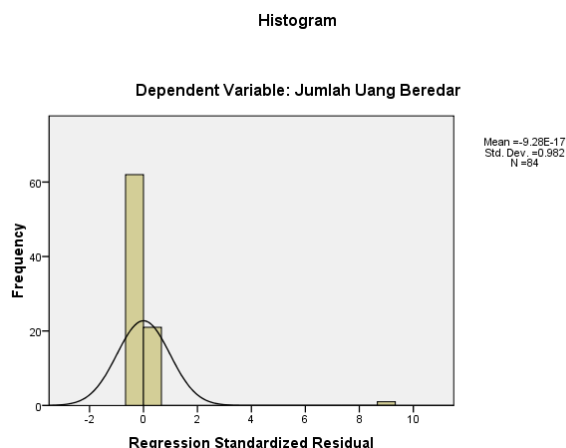 Histogram
Dependent Variable: Jumlah Uang Beredar
Mean =-9.28E-17
Std. Dev. =0.982
N =84
Frequency
60
40
20
0
-2 0 2 4 6 8 10
Regression Standardized Residual